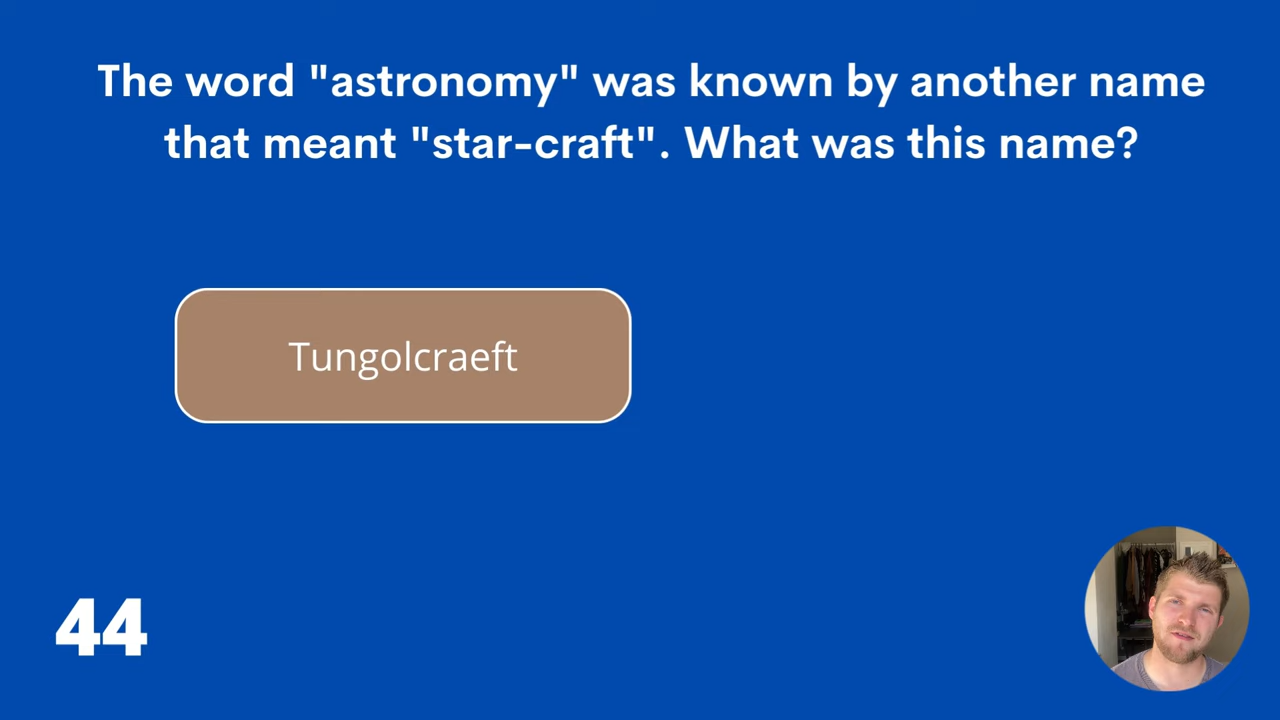 The word "astronomy" was known by another name
that meant "star-craft". What was this name?
Tungolcraeft
44